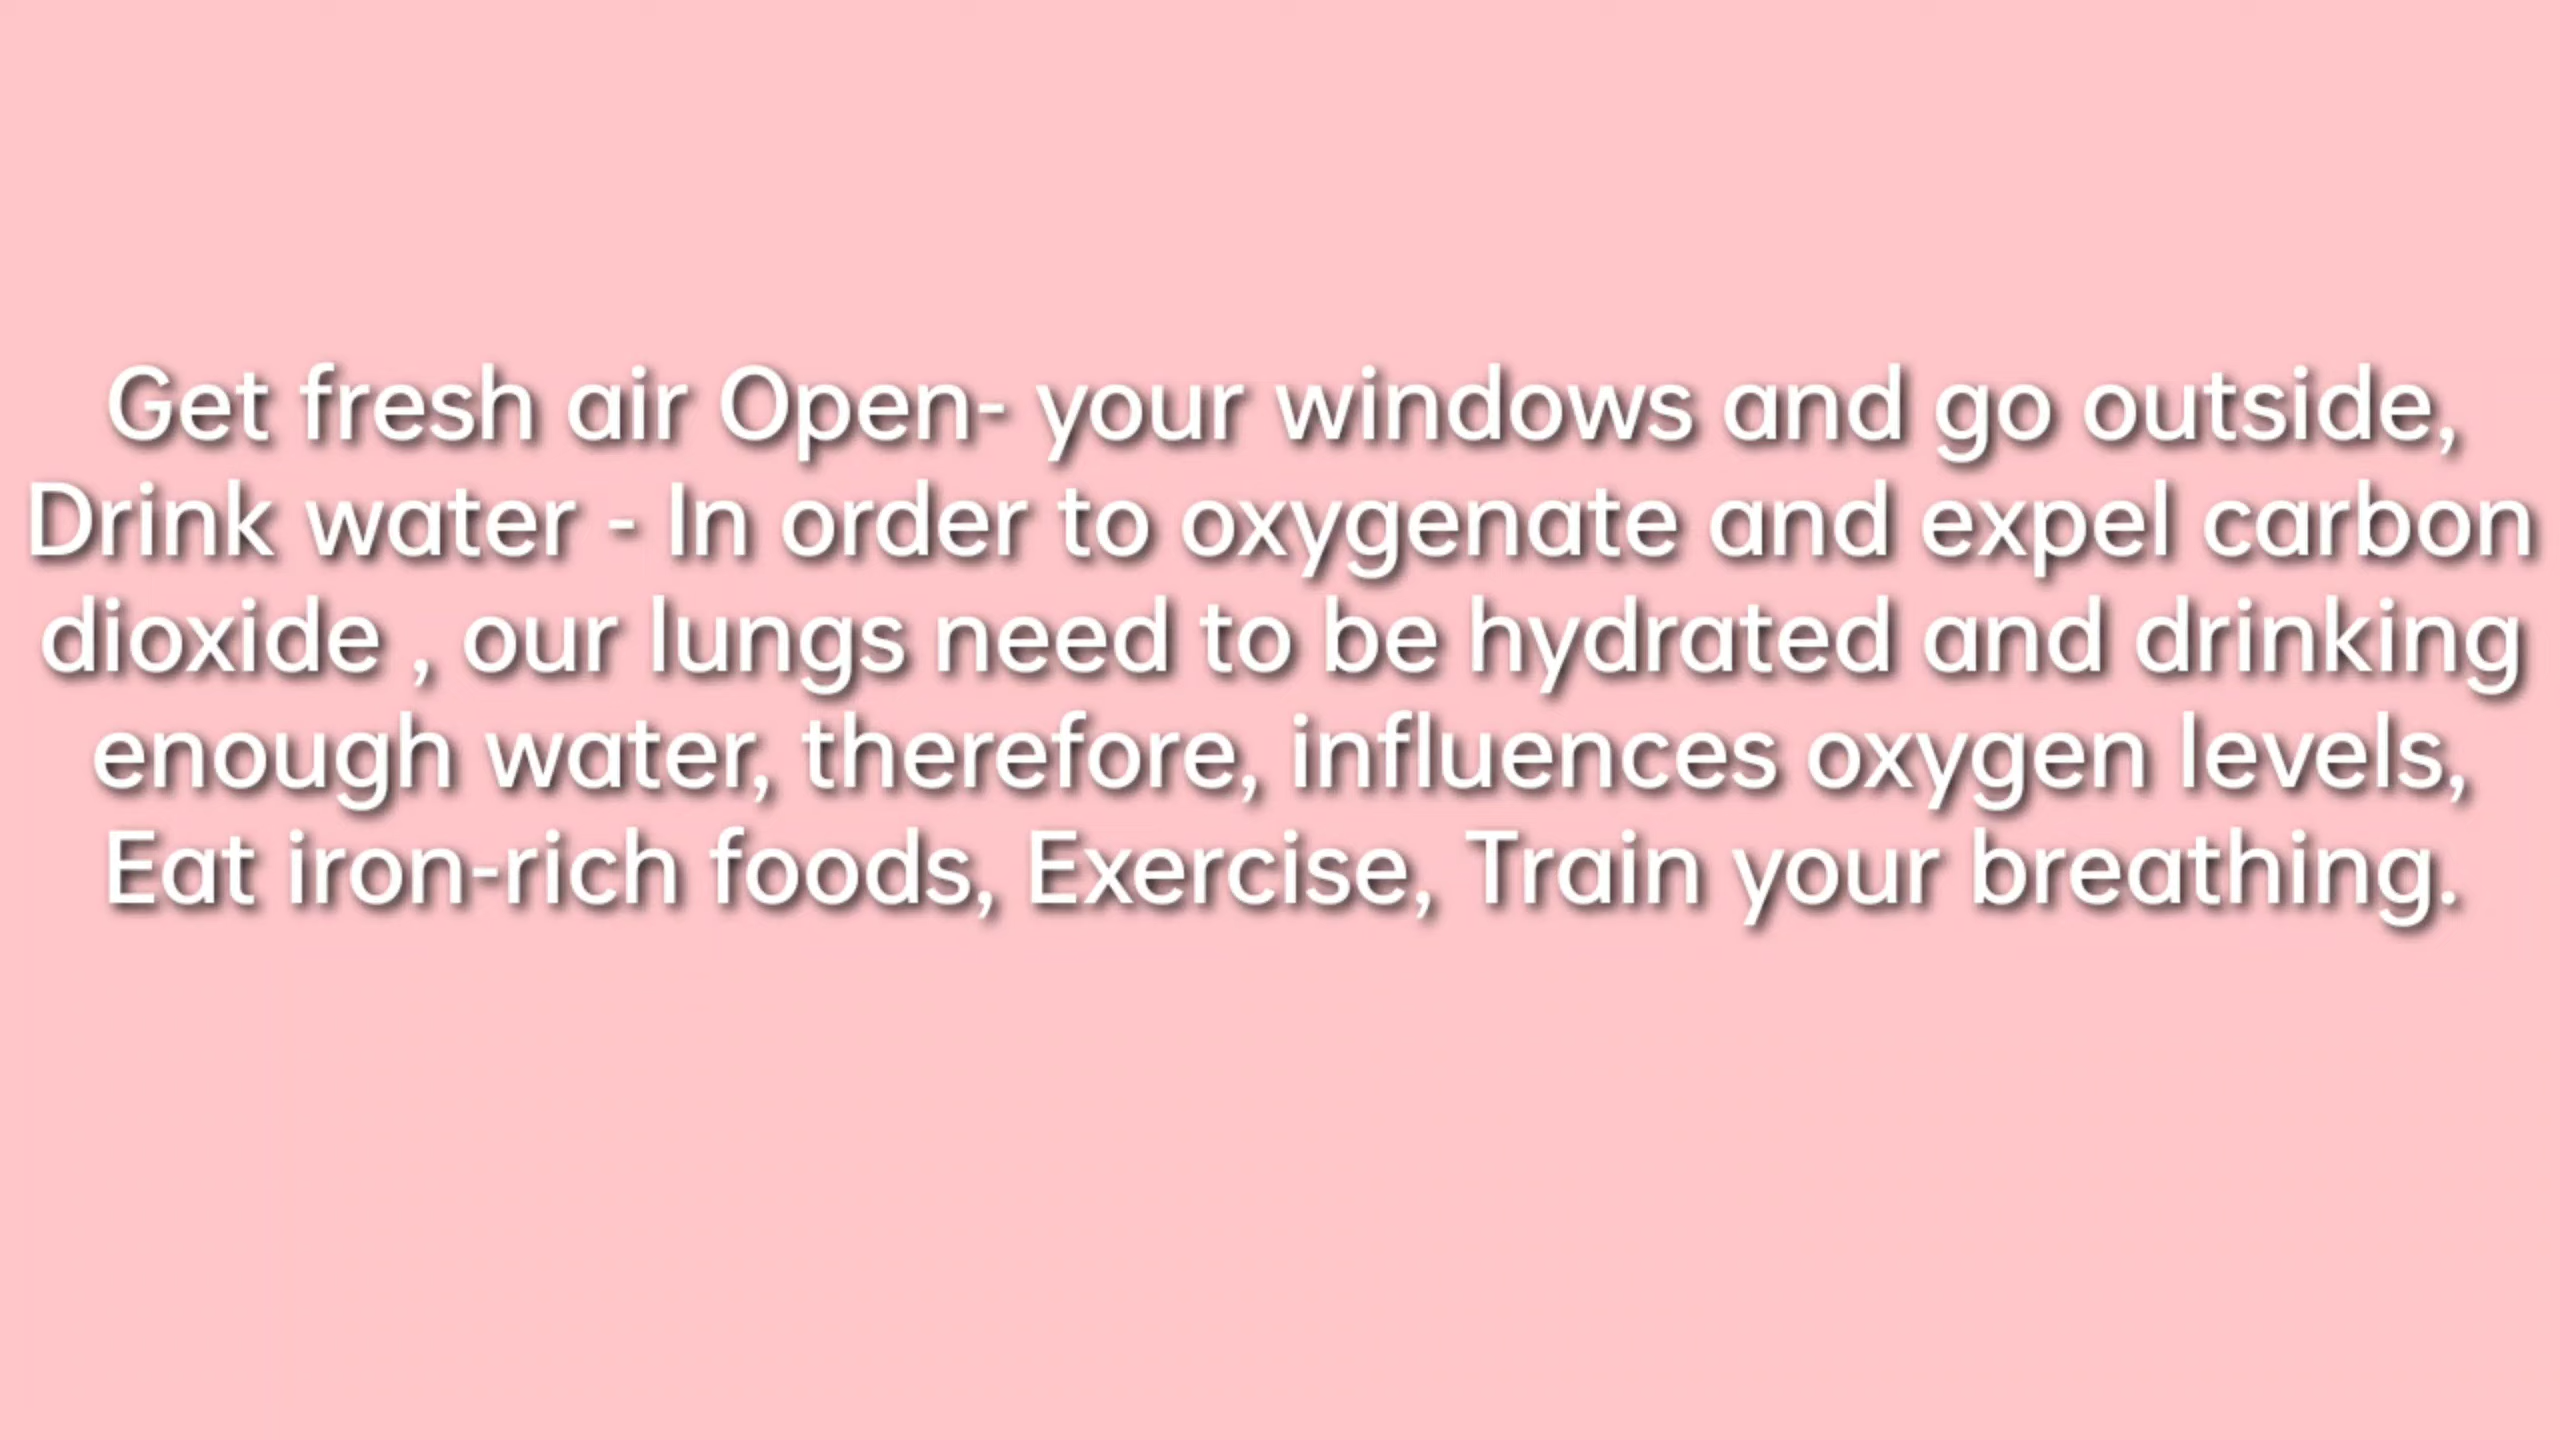 Get fresh air Open- your windows and go outside,
Drink water - In order to oxygenate and expel carbon
dioxide , our lungs need to be hydrated and drinking
enough water, therefore, influences oxygen levels,
Eat iron-rich foods, Exercise, Train your breathing.